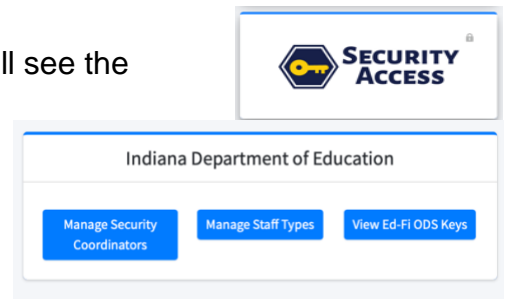 ll see the
SECURITY
ACCESS
Indiana Department of Education
Manage Security
Coordinators
Manage Staff Types
View Ed-Fi ODS Keys